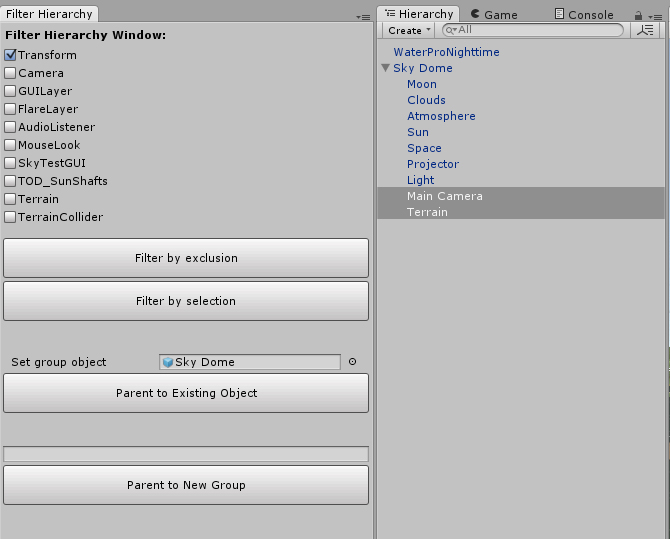 Filter Hierarchy
Filter Hierarchy Window:
Transform
Camera
GUILayer
FlareLayer
AudioListener
MouseLook
SkyTestGUI
TOD_SunShafts
Terrain
TerrainCollider
Filter by exclusion
Filter by selection
Set group object
Sky Dome
Parent to Existing Object
Parent to New Group
Hierarchy
Game
Console
Create
All
WaterProNighttime
Sky Dome
Moon
Clouds
Atmosphere
Sun
Space
Projector
Light
Main Camera
Terrain